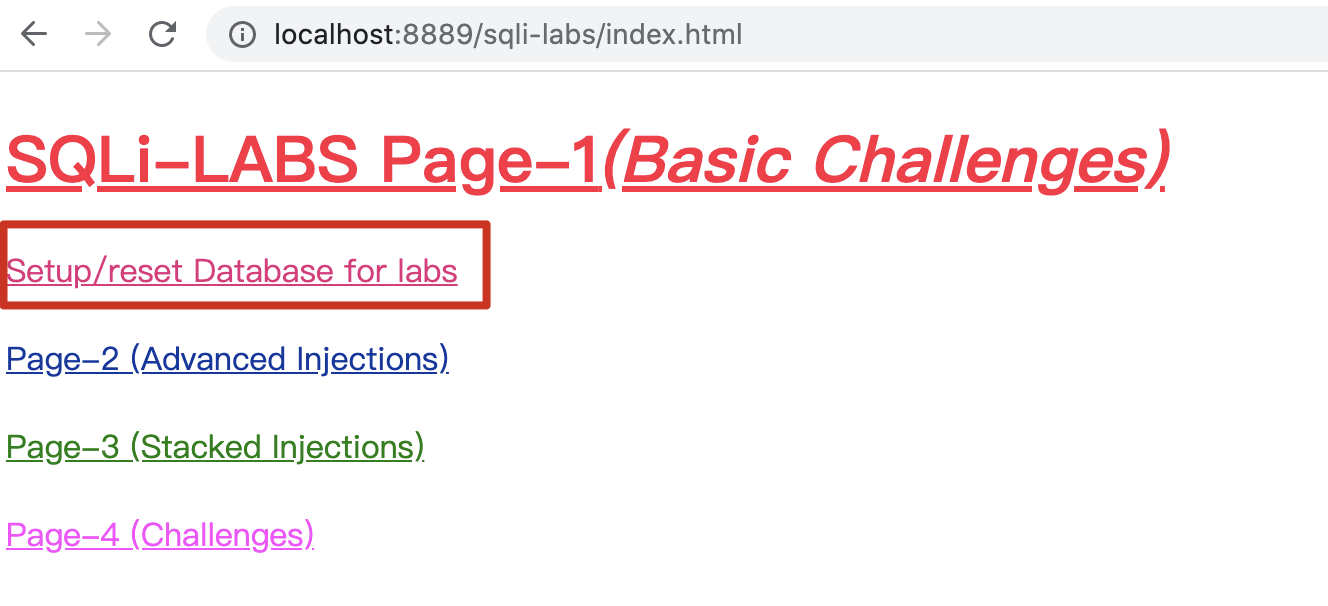 localhost:8889/sqli-labs/index.html
SQLi-LABS Page-1(Basic Challenges)
Setup/reset Database for labs
Page-2 (Advanced Injections)
Page-3 (Stacked Injections)
Page-4 (Challenges)